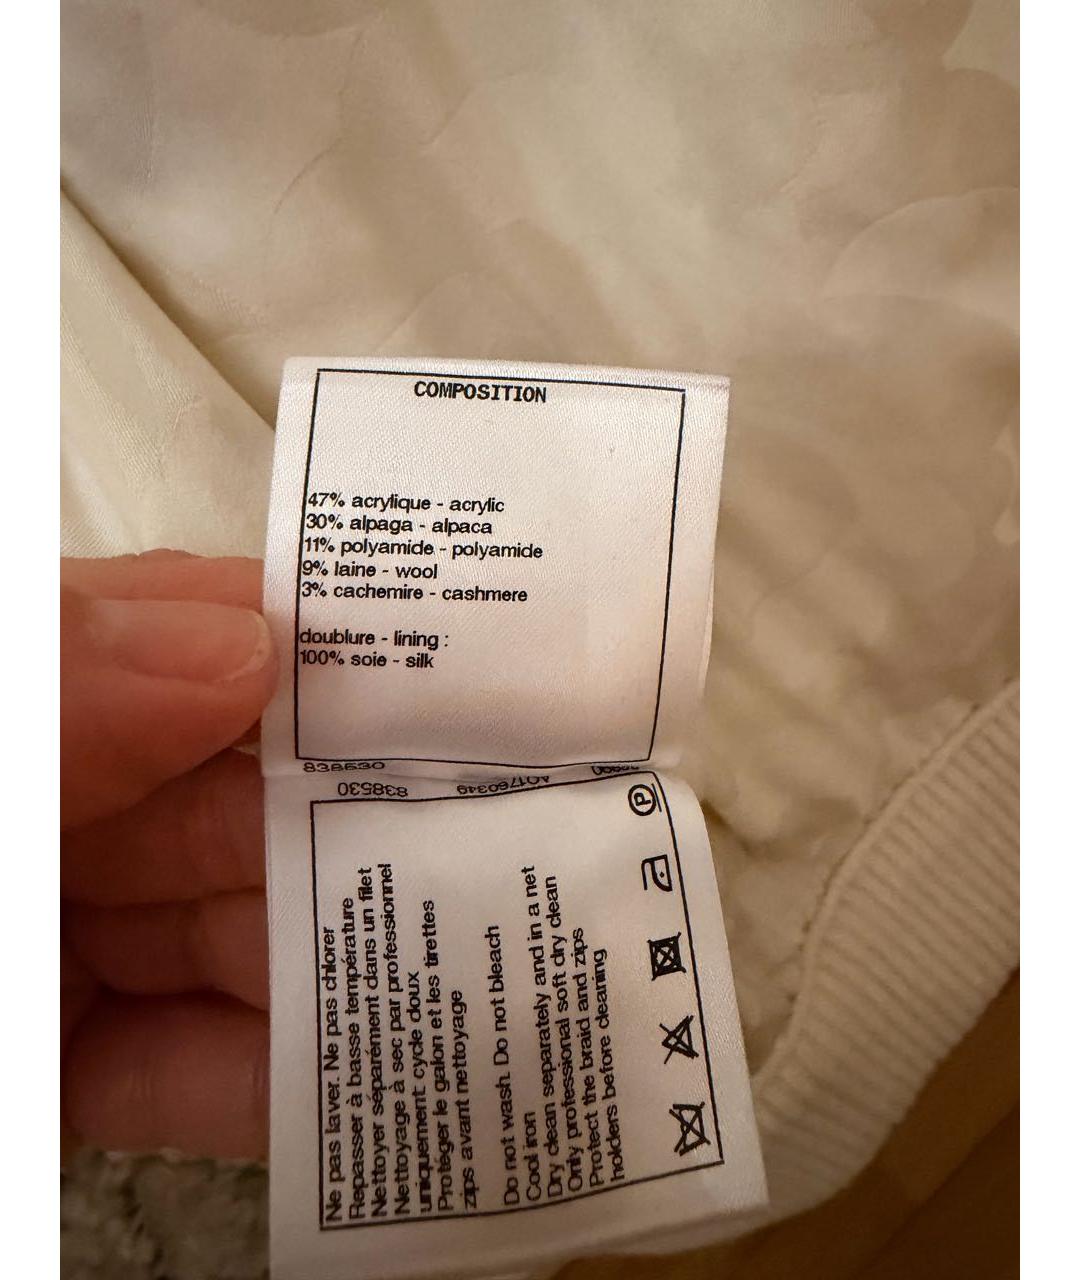 COMPOSITION
47% acrylique - acrylic
30% alpaga - alpaca
11% polyamide - polyamide
9% laine - wool
3% cachemire - cashmere
doublure - lining :
100% soie - silk
838530
838530 A01760349
Ne pas laver. Ne pas chlorer
Repasser à basse température
Nettoyer séparément dans un filet
Nettoyage à sec par professionnel
uniquement cycle doux
Protéger le galon et les tirettes
zips avant nettoyage
Do not wash. Do not bleach
Cool iron
Dry clean separately and in a net
Only professional soft dry clean
Protect the braid and zips
holders before cleaning
P